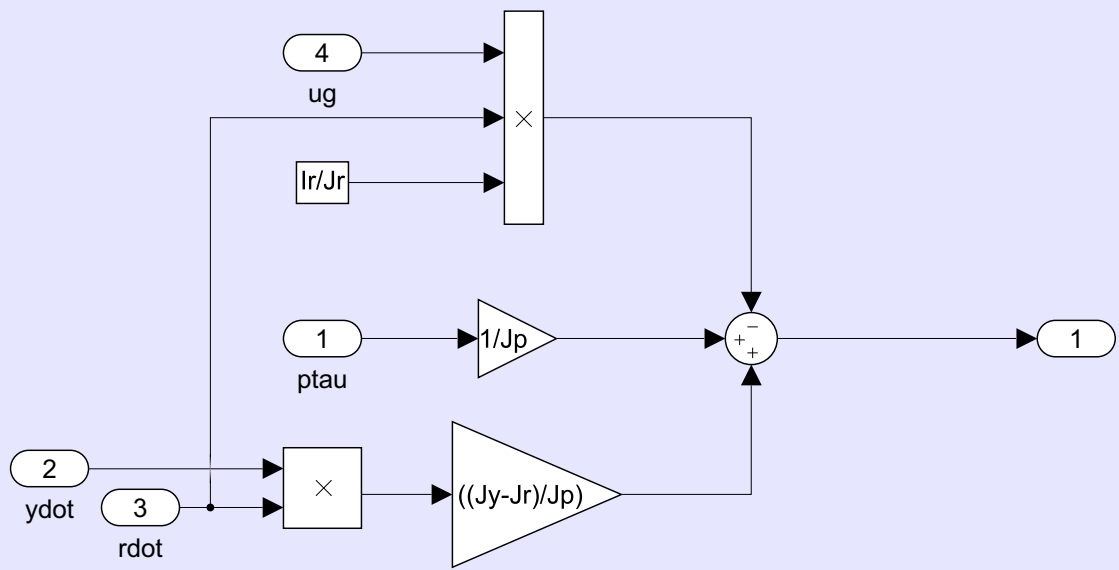 4
ug
×
Ir/Jr
−
+
+
1
ptau
1/Jp
1
2
ydot
3
rdot
×
((Jy-Jr)/Jp)